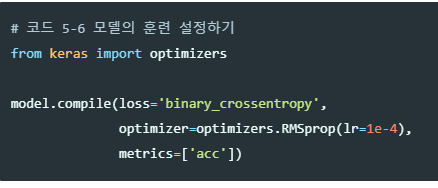 # 코드 5-6 모델의 훈련 설정하기
from keras import optimizers
model.compile(loss='binary_crossentropy',
              optimizer=optimizers.RMSprop(lr=1e-4),
              metrics=['acc'])